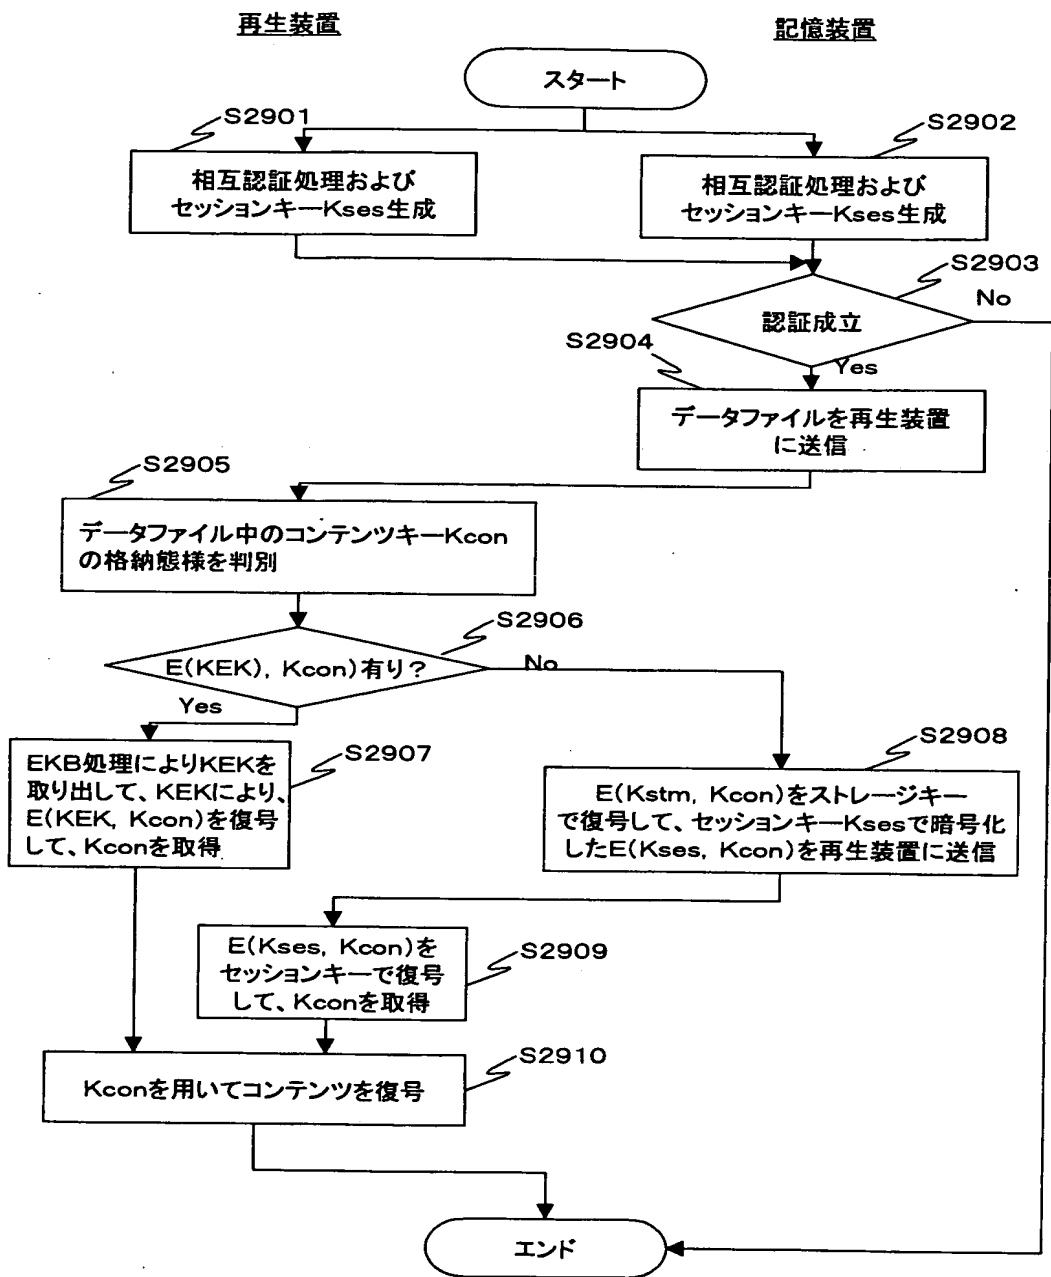 再生装置
記憶装置
スタート
S2901
S2902
相互認証処理および
セッションキーKses生成
相互認証処理および
セッションキーKses生成
S2903
認証成立
No
Yes
S2904
データファイルを再生装置
に送信
S2905
データファイル中のコンテンツキーKcon
の格納態様を判別
S2906
E(KEK), Kcon)有り?
No
Yes
S2907
EKB処理によりKEKを
取り出して、KEKにより、
E(KEK, Kcon)を復号
して、Kconを取得
S2908
E(Kstm, Kcon)をストレージキー
で復号して、セッションキーKsesで暗号化
したE(Kses, Kcon)を再生装置に送信
E(Kses, Kcon)を
セッションキーで復号
して、Kconを取得
S2909
S2910
Kconを用いてコンテンツを復号
エンド